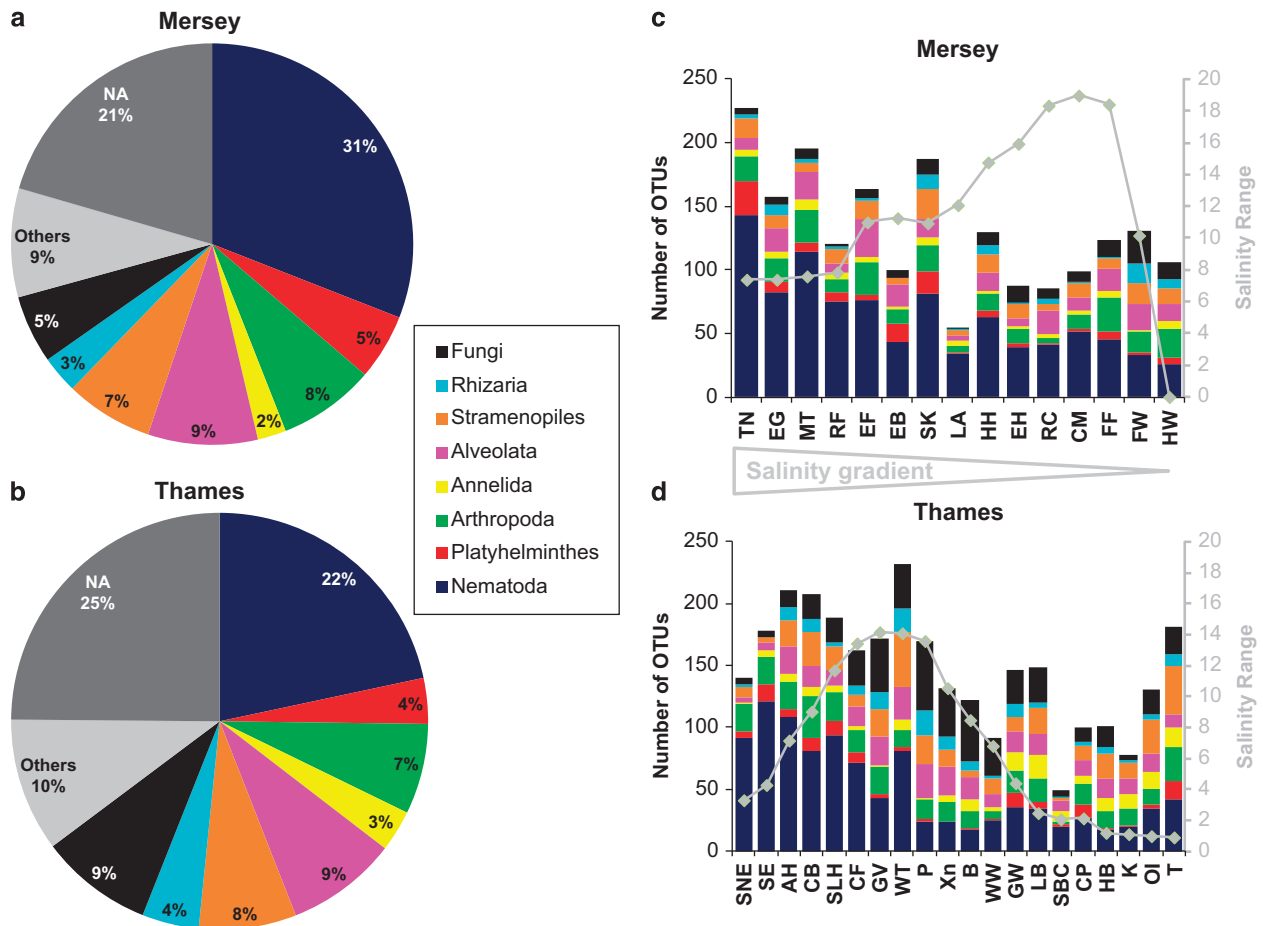 a
Mersey
NA
21%
31%
Others
9%
5%
3%
7%
9%
2%
8%
5%
b
Thames
NA
25%
22%
Others
10%
9%
4%
8%
9%
3%
7%
4%
Fungi
Rhizaria
Stramenopiles
Alveolata
Annelida
Arthropoda
Platyhelminthes
Nematoda
c
Mersey
Number of OTUs
250
200
150
100
50
0
20
18
16
14
12
10
8
6
4
2
0
Salinity Range
TN EG MT RF EF EB SK LA HH EH RC CM FF FW HW
Salinity gradient
d
Thames
Number of OTUs
250
200
150
100
50
0
20
18
16
14
12
10
8
6
4
2
0
Salinity Range
SNE SE AH CB SLH CF GV WT P Xn B WW GW LB SBC CP HB K OI T